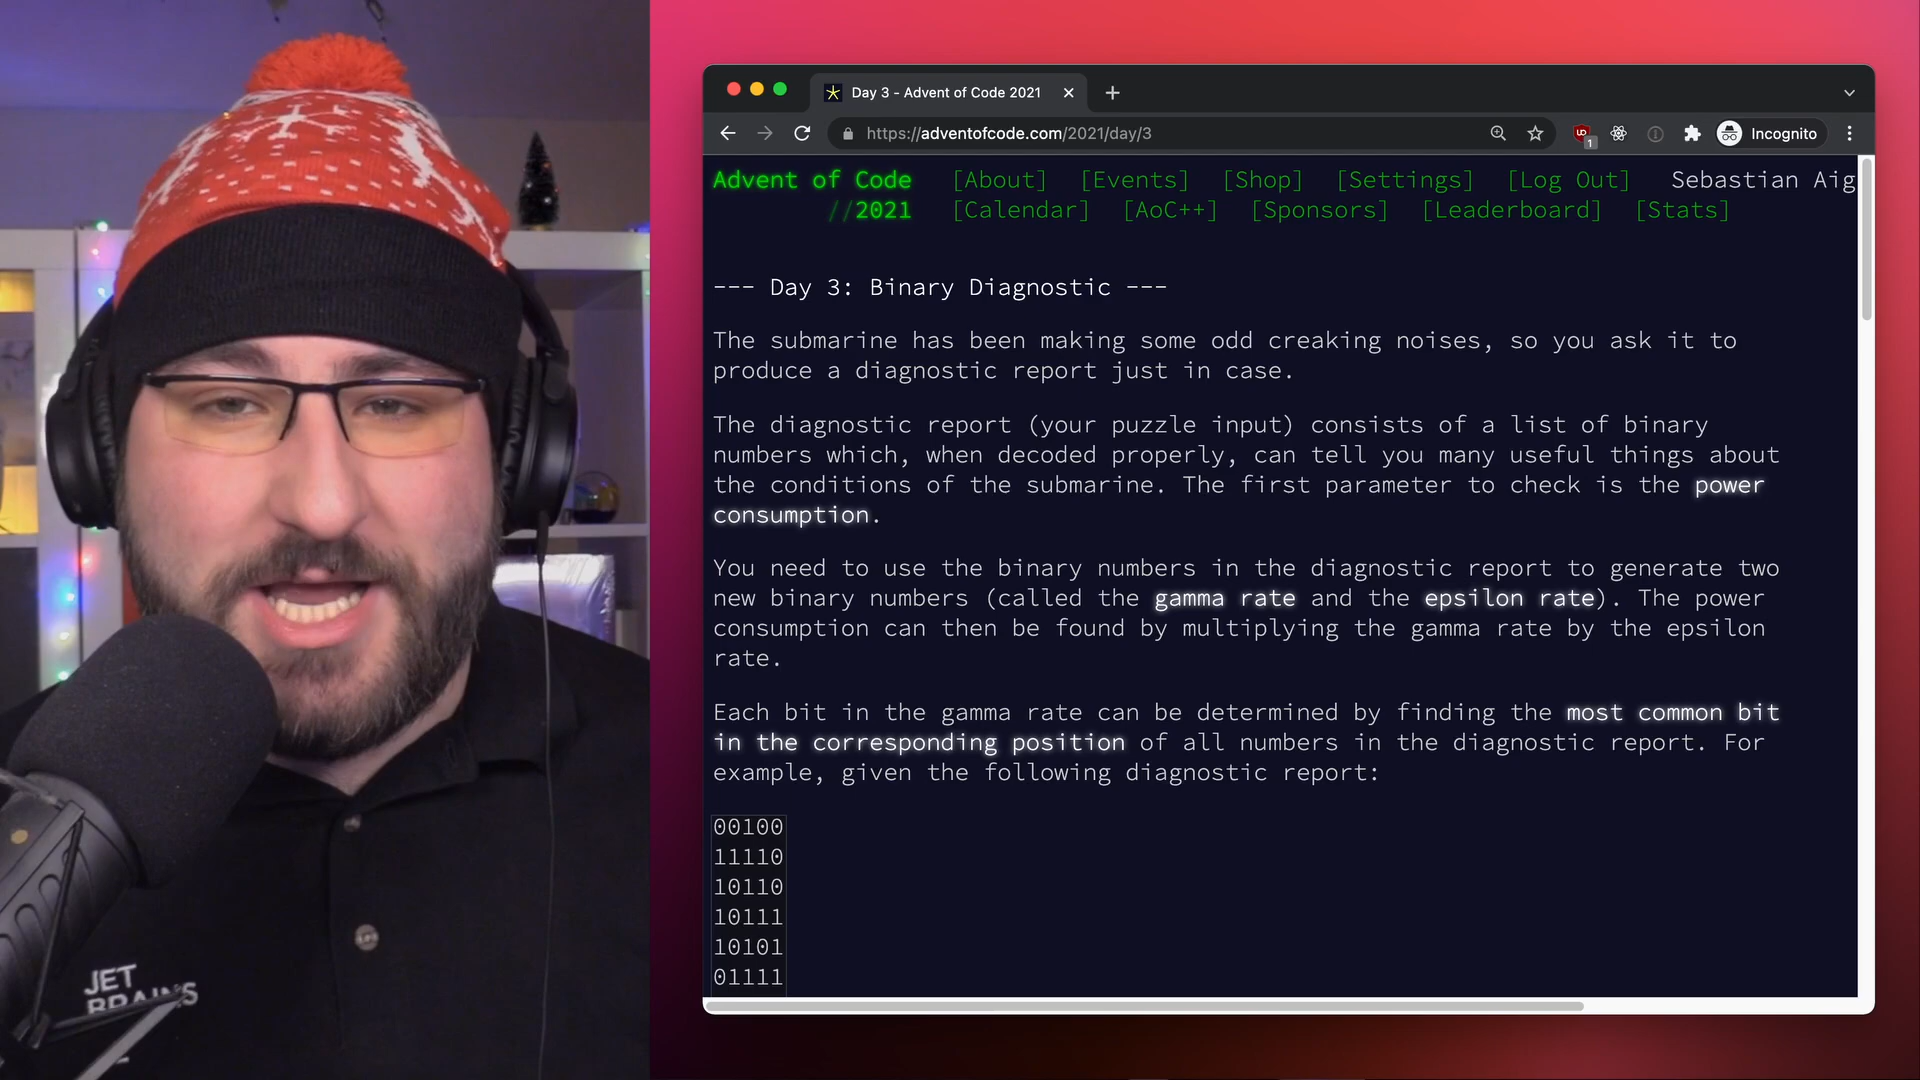 Day 3 - Advent of Code 2021
https://adventofcode.com/2021/day/3
1
Incognito
Advent of Code [About] [Events] [Shop] [Settings] [Log Out] Sebastian Aig
//2021 [Calendar] [AoC++] [Sponsors] [Leaderboard] [Stats]
--- Day 3: Binary Diagnostic ---
The submarine has been making some odd creaking noises, so you ask it to
produce a diagnostic report just in case.
The diagnostic report (your puzzle input) consists of a list of binary
numbers which, when decoded properly, can tell you many useful things about
the conditions of the submarine. The first parameter to check is the power
consumption.
You need to use the binary numbers in the diagnostic report to generate two
new binary numbers (called the gamma rate and the epsilon rate). The power
consumption can then be found by multiplying the gamma rate by the epsilon
rate.
Each bit in the gamma rate can be determined by finding the most common bit
in the corresponding position of all numbers in the diagnostic report. For
example, given the following diagnostic report:
00100
11110
10110
10111
10101
01111
JET
BRAINS